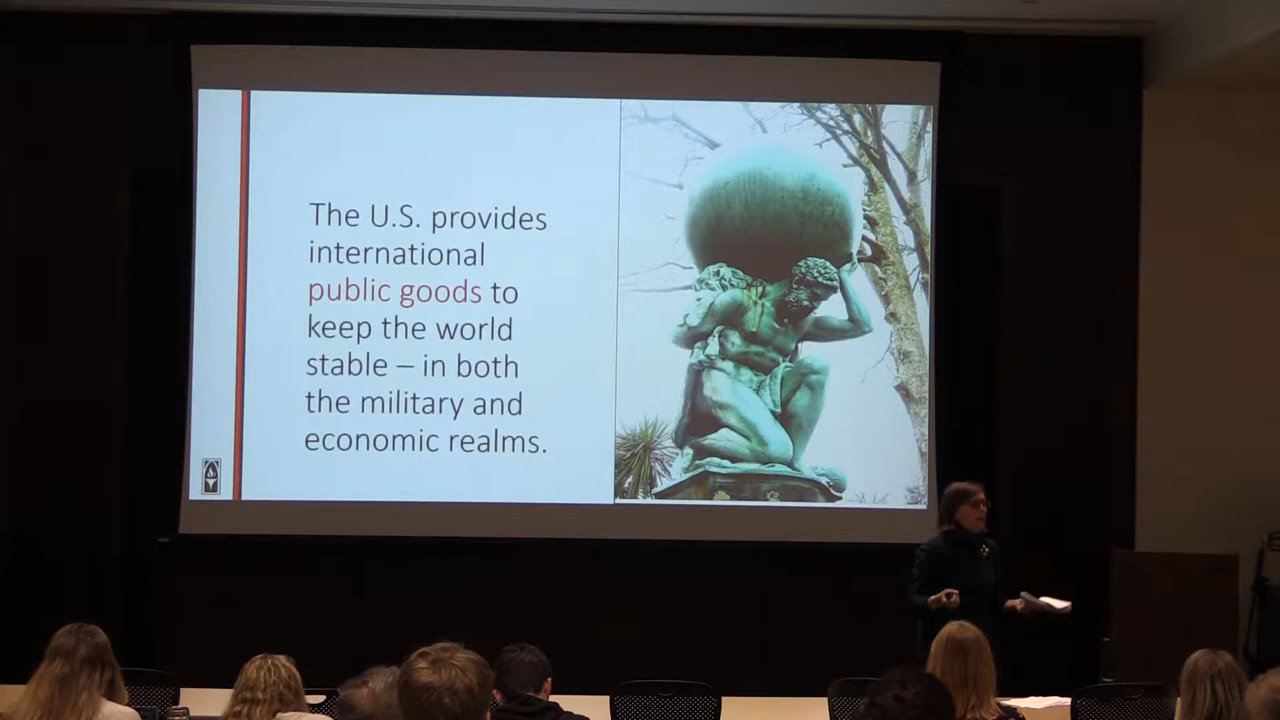 The U.S. provides
international
public goods to
keep the world
stable – in both
the military and
economic realms.